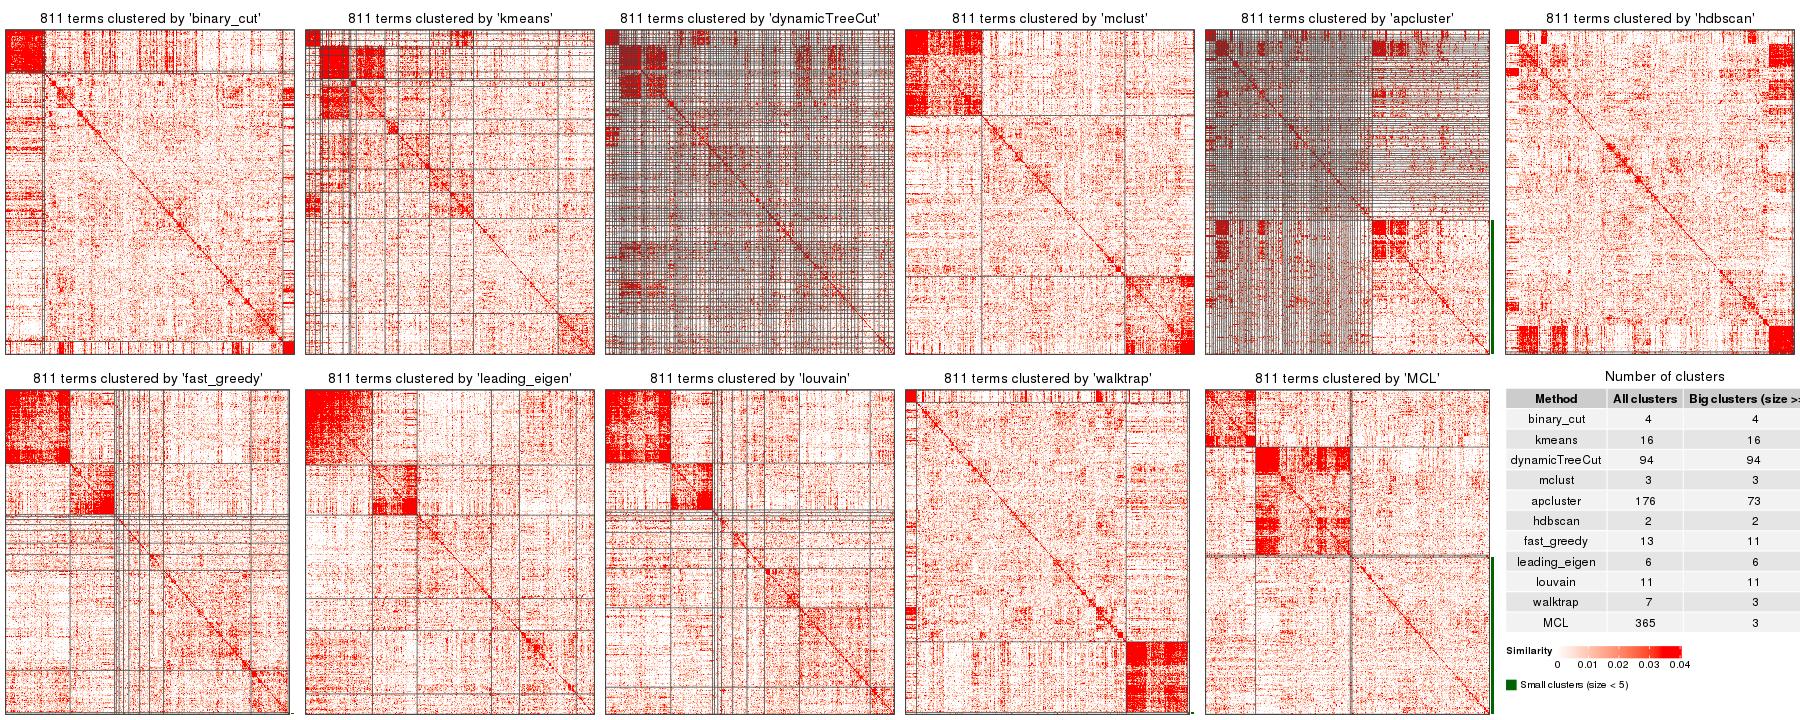 811 terms clustered by 'binary_cut'
811 terms clustered by 'kmeans'
811 terms clustered by 'dynamicTreeCut'
811 terms clustered by 'mclust'
811 terms clustered by 'apcluster'
811 terms clustered by 'hdbscan'
811 terms clustered by 'fast_greedy'
811 terms clustered by 'leading_eigen'
811 terms clustered by 'louvain'
811 terms clustered by 'walktrap'
811 terms clustered by 'MCL'
Number of clusters
Method All clusters Big clusters (size >=
binary_cut 4 4
kmeans 16 16
dynamicTreeCut 94 94
mclust 3 3
apcluster 176 73
hdbscan 2 2
fast_greedy 13 11
leading_eigen 6 6
louvain 11 11
walktrap 7 3
MCL 365 3
Similarity
0 0.01 0.02 0.03 0.04
Small clusters (size < 5)